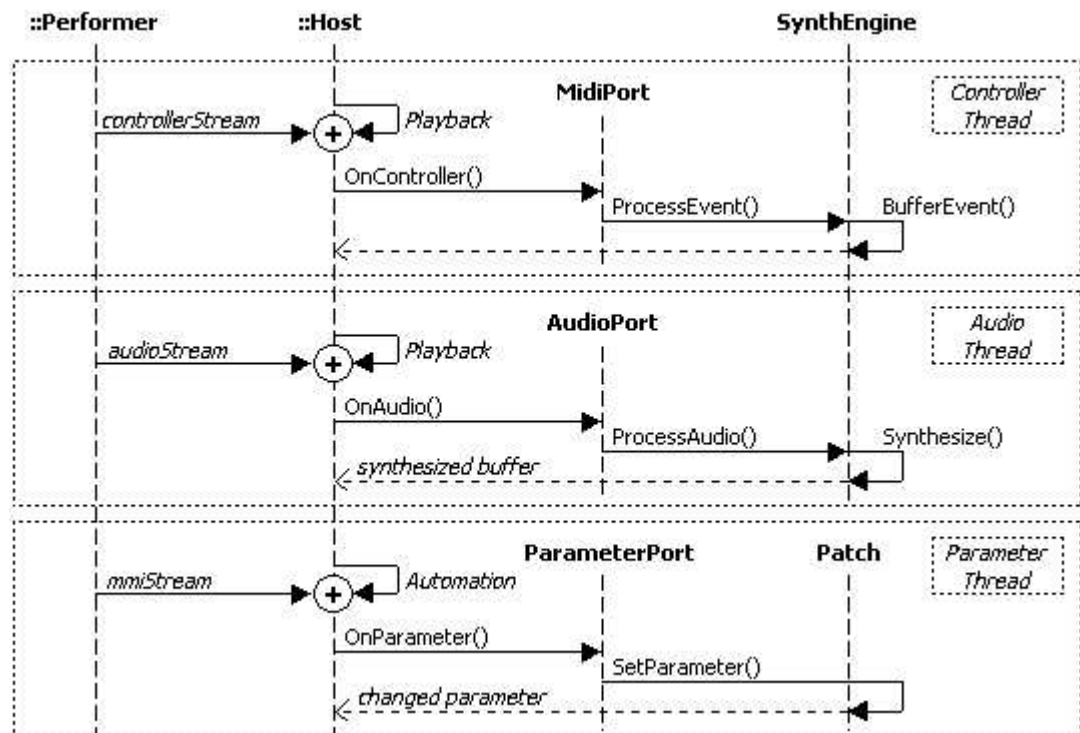 ::Performer ::Host SynthEngine
MidiPort
Controller
Thread
controllerStream
Playback
OnController()
ProcessEvent()
BufferEvent()
AudioPort
Audio
Thread
audioStream
Playback
OnAudio()
ProcessAudio()
Synthesize()
synthesized buffer
ParameterPort
Patch
Parameter
Thread
mmiStream
Automation
OnParameter()
SetParameter()
changed parameter